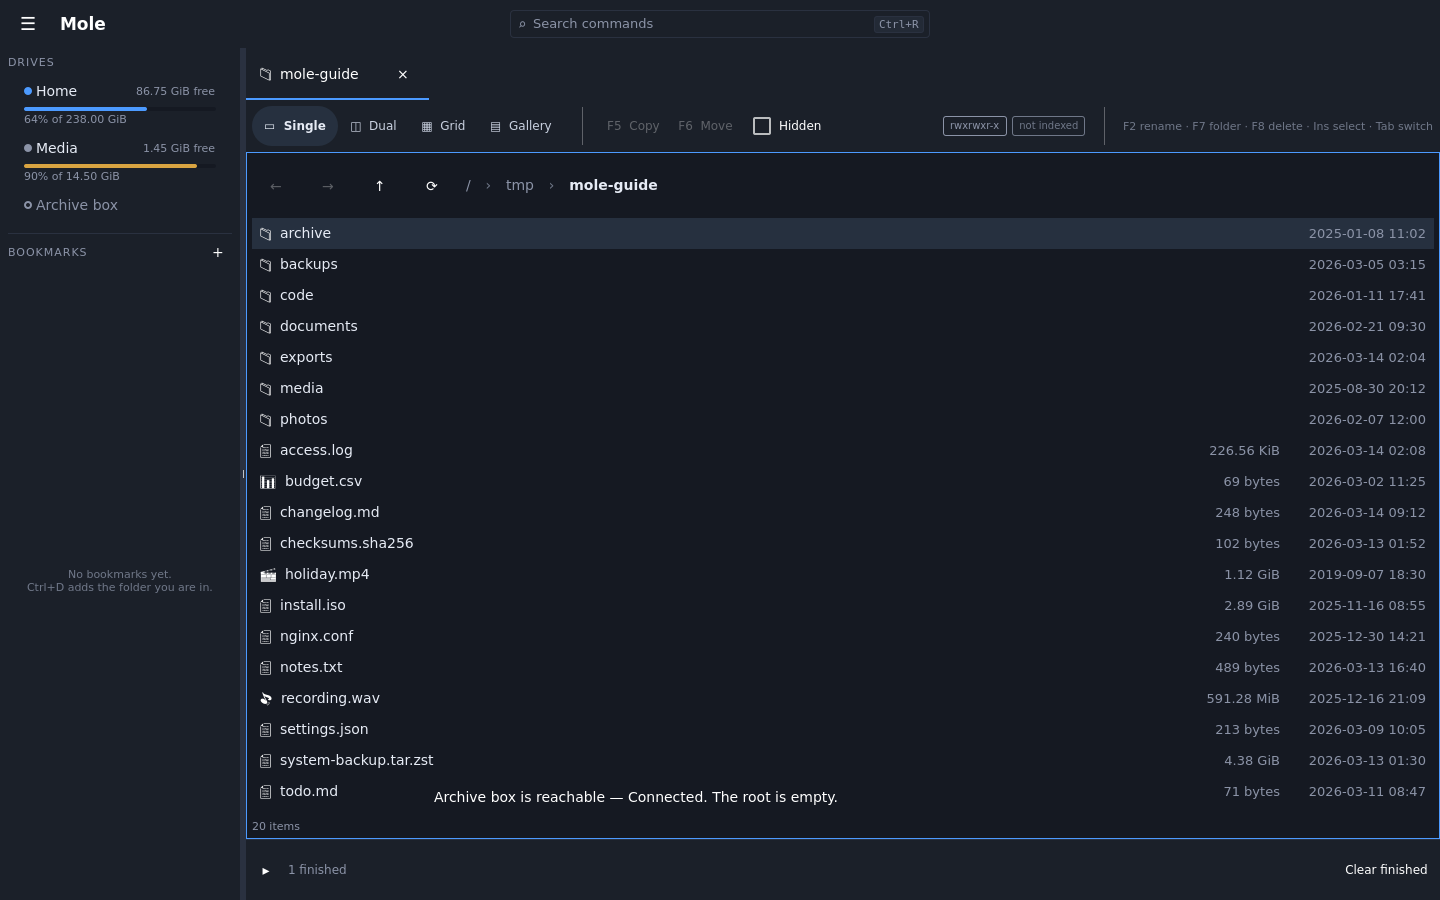 ☰ Mole
Search commands Ctrl+R
DRIVES
Home 86.75 GiB free
64% of 238.00 GiB
Media 1.45 GiB free
90% of 14.50 GiB
Archive box
BOOKMARKS +
No bookmarks yet.
Ctrl+D adds the folder you are in.
mole-guide ×
Single Dual Grid Gallery F5 Copy F6 Move Hidden rwxrwxr-x not indexed F2 rename · F7 folder · F8 delete · Ins select · Tab switch
← → ↑ ⟳ / › tmp › mole-guide
archive 2025-01-08 11:02
backups 2026-03-05 03:15
code 2026-01-11 17:41
documents 2026-02-21 09:30
exports 2026-03-14 02:04
media 2025-08-30 20:12
photos 2026-02-07 12:00
access.log 226.56 KiB 2026-03-14 02:08
budget.csv 69 bytes 2026-03-02 11:25
changelog.md 248 bytes 2026-03-14 09:12
checksums.sha256 102 bytes 2026-03-13 01:52
holiday.mp4 1.12 GiB 2019-09-07 18:30
install.iso 2.89 GiB 2025-11-16 08:55
nginx.conf 240 bytes 2025-12-30 14:21
notes.txt 489 bytes 2026-03-13 16:40
recording.wav 591.28 MiB 2025-12-16 21:09
settings.json 213 bytes 2026-03-09 10:05
system-backup.tar.zst 4.38 GiB 2026-03-13 01:30
todo.md 71 bytes 2026-03-11 08:47
Archive box is reachable — Connected. The root is empty.
20 items
▸ 1 finished Clear finished